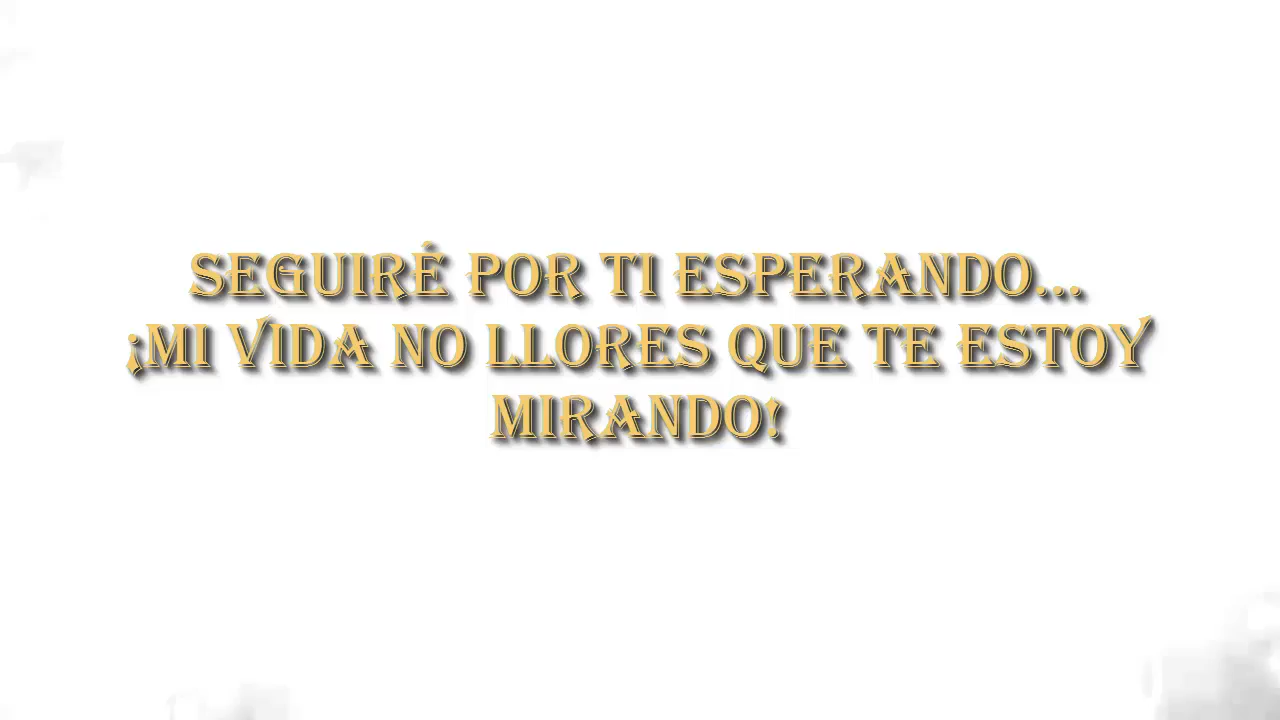 SEGUIRÉ POR TI ESPERANDO...
¡MI VIDA NO LLORES QUE TE ESTOY
MIRANDO!